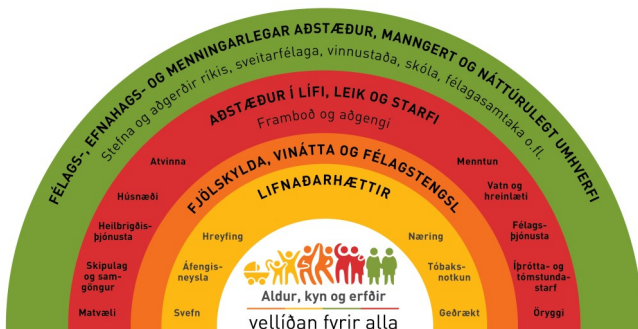 FÉLAGS-, EFNAHAGS- OG MENNINGARLEGAR AÐSTÆÐUR, MANNGERT OG NÁTTÚRULEGT UMHVERFI
Stefna og aðgerðir ríkis, sveitarfélaga, vinnustaða, skóla, félagasamtaka o.fl.
AÐSTÆÐUR Í LÍFI, LEIK OG STARFI
Framboð og aðgengi
Atvinna
Húsnæði
Heilbrigðis-
þjónusta
Skipulag
og sam-
göngur
Matvæli
Menntun
Vatn og
hreinlæti
Félags-
þjónusta
Íþrótta- og
tómstunda-
starf
Öryggi
FJÖLSKYLDA, VINÁTTA OG FÉLAGSTENGSL
LIFNAÐARHÆTTIR
Hreyfing
Áfengis-
neysla
Svefn
Næring
Tóbaks-
notkun
Geðrækt
Aldur, kyn og erfðir
vellíðan fyrir alla